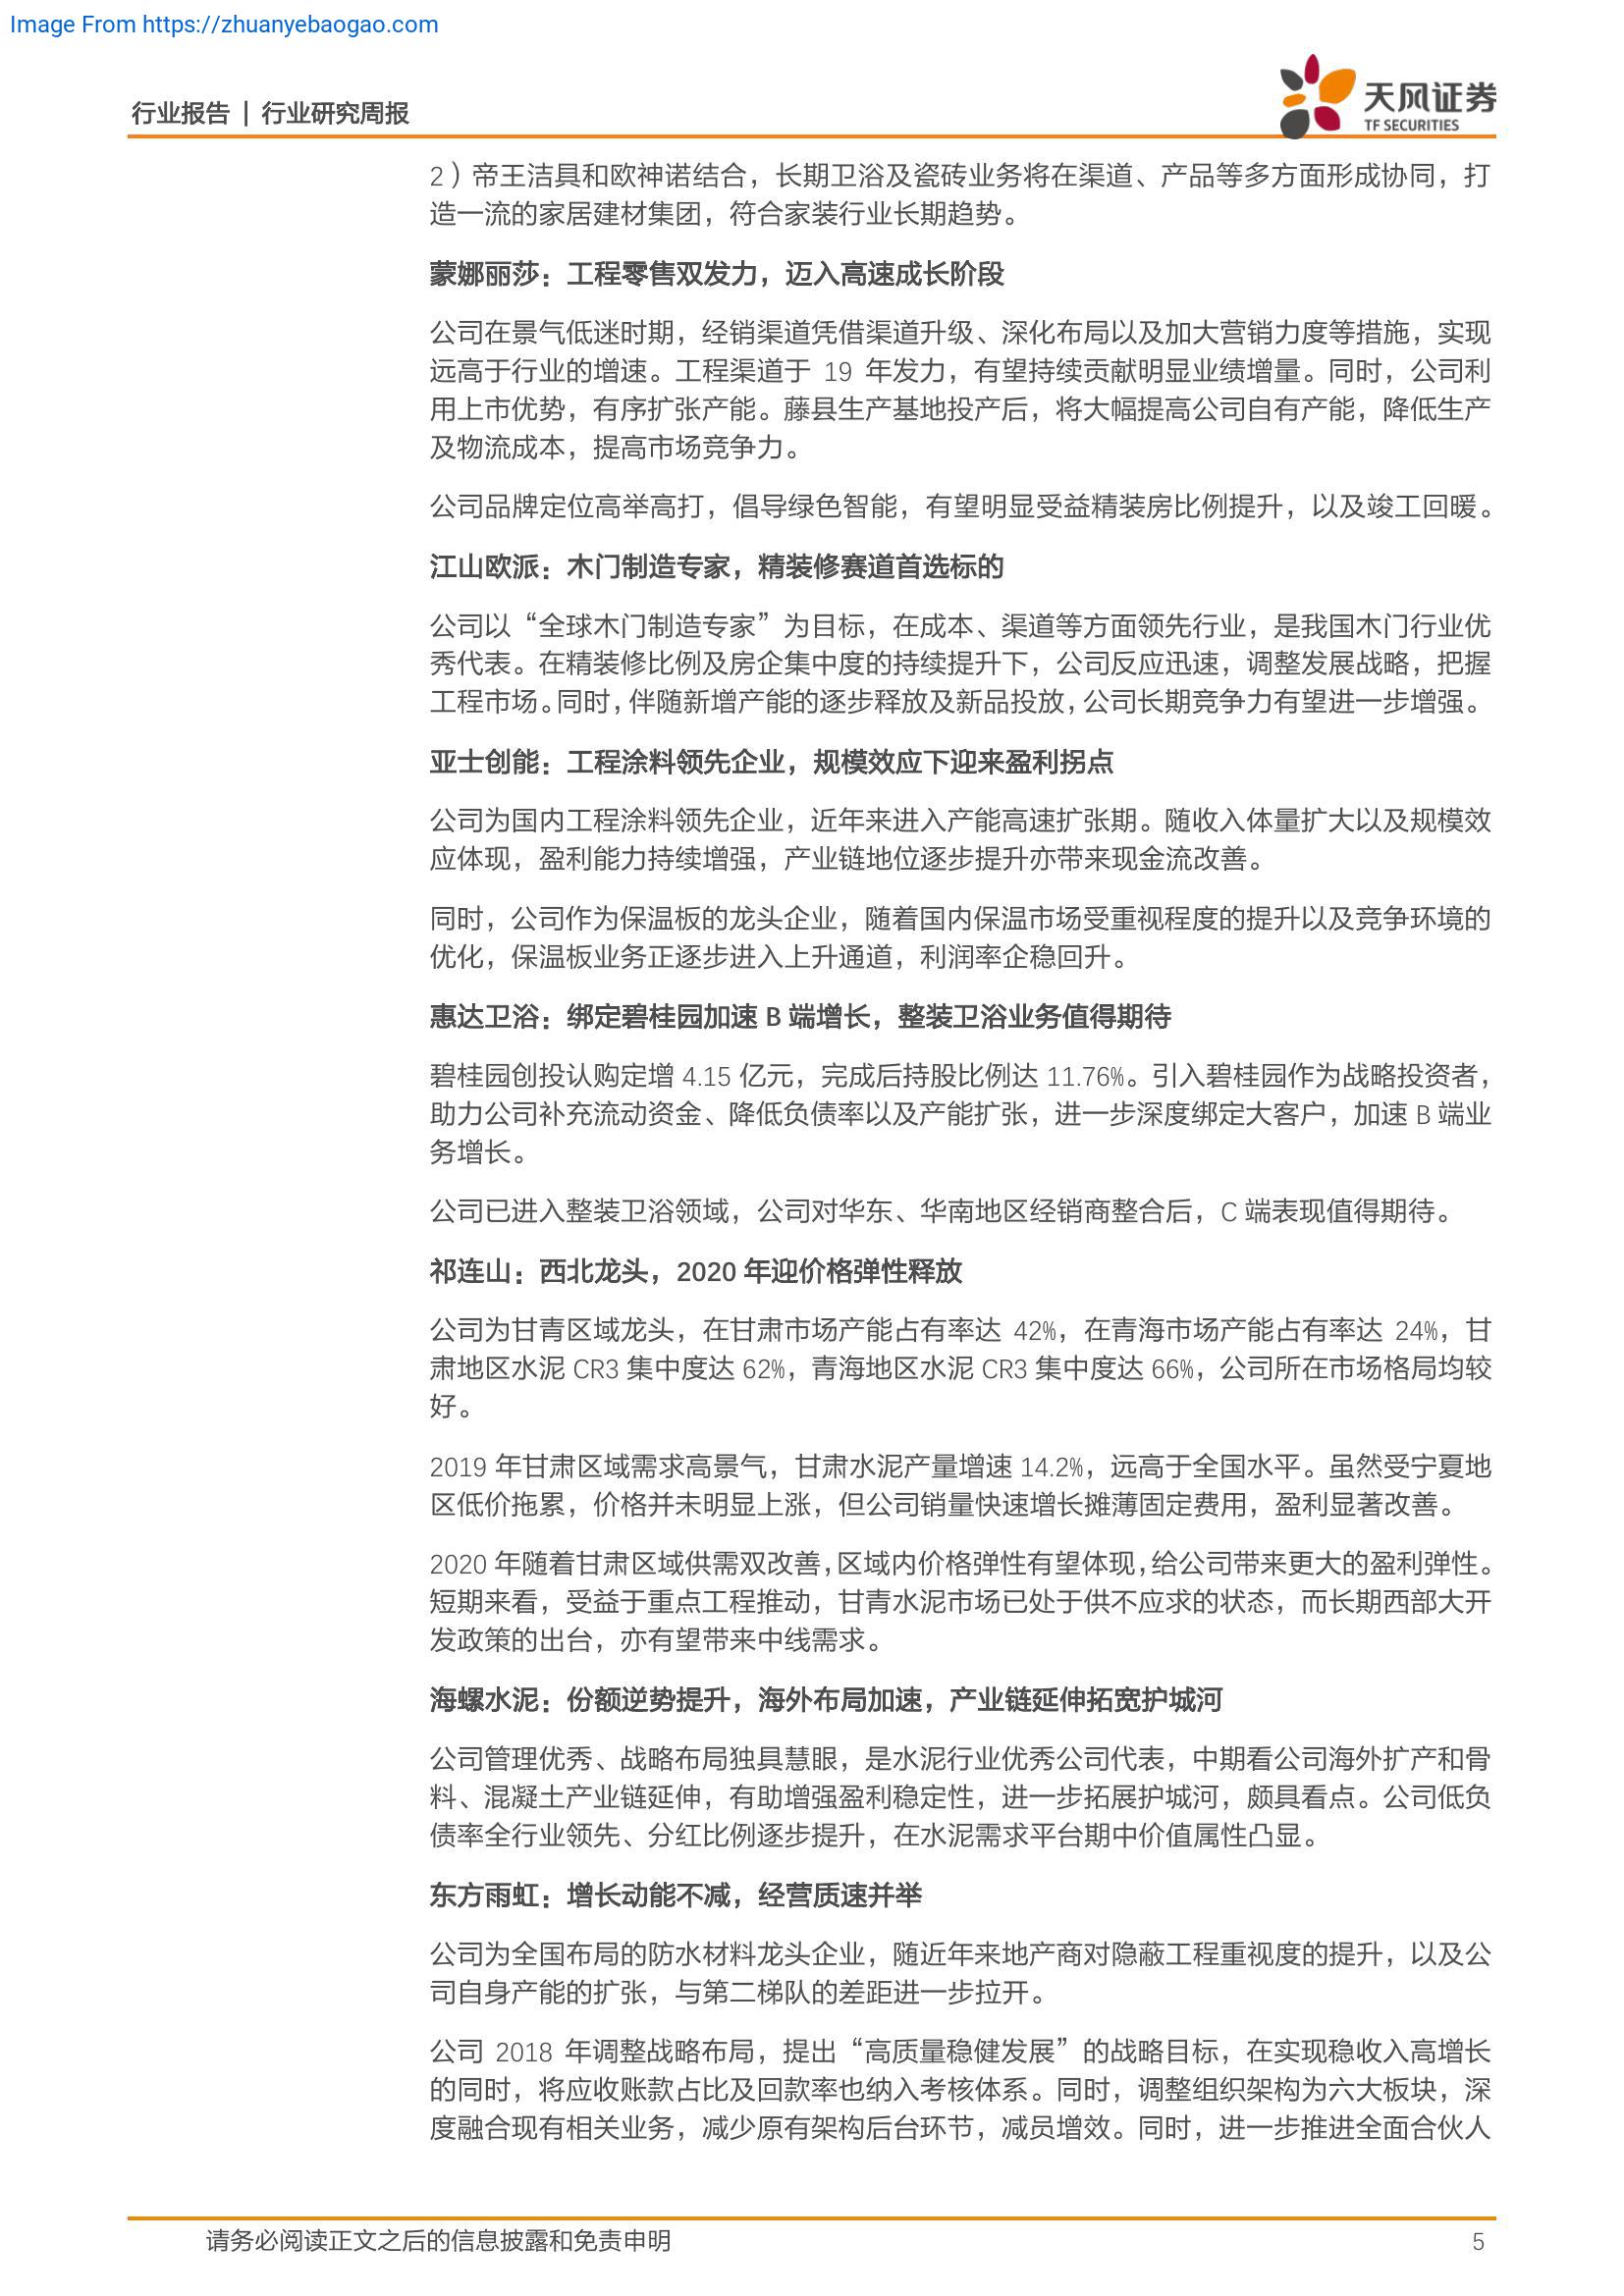 Image From https://zhuanyebaogao.com
行业报告 | 行业研究周报
天风证券
TF SECURITIES
2）帝王洁具和欧神诺结合，长期卫浴及瓷砖业务将在渠道、产品等多方面形成协同，打
造一流的家居建材集团，符合家装行业长期趋势。
蒙娜丽莎：工程零售双发力，迈入高速成长阶段
公司在景气低迷时期，经销渠道凭借渠道升级、深化布局以及加大营销力度等措施，实现
远高于行业的增速。工程渠道于 19 年发力，有望持续贡献明显业绩增量。同时，公司利
用上市优势，有序扩张产能。藤县生产基地投产后，将大幅提高公司自有产能，降低生产
及物流成本，提高市场竞争力。
公司品牌定位高举高打，倡导绿色智能，有望明显受益精装房比例提升，以及竣工回暖。
江山欧派：木门制造专家，精装修赛道首选标的
公司以“全球木门制造专家”为目标，在成本、渠道等方面领先行业，是我国木门行业优
秀代表。在精装修比例及房企集中度的持续提升下，公司反应迅速，调整发展战略，把握
工程市场。同时，伴随新增产能的逐步释放及新品投放，公司长期竞争力有望进一步增强。
亚士创能：工程涂料领先企业，规模效应下迎来盈利拐点
公司为国内工程涂料领先企业，近年来进入产能高速扩张期。随收入体量扩大以及规模效
应体现，盈利能力持续增强，产业链地位逐步提升亦带来现金流改善。
同时，公司作为保温板的龙头企业，随着国内保温市场受重视程度的提升以及竞争环境的
优化，保温板业务正逐步进入上升通道，利润率企稳回升。
惠达卫浴：绑定碧桂园加速 B 端增长，整装卫浴业务值得期待
碧桂园创投认购定增 4.15 亿元，完成后持股比例达 11.76%。引入碧桂园作为战略投资者，
助力公司补充流动资金、降低负债率以及产能扩张，进一步深度绑定大客户，加速 B 端业
务增长。
公司已进入整装卫浴领域，公司对华东、华南地区经销商整合后，C 端表现值得期待。
祁连山：西北龙头，2020 年迎价格弹性释放
公司为甘青区域龙头，在甘肃市场产能占有率达 42%，在青海市场产能占有率达 24%，甘
肃地区水泥 CR3 集中度达 62%，青海地区水泥 CR3 集中度达 66%，公司所在市场格局均较
好。
2019 年甘肃区域需求高景气，甘肃水泥产量增速 14.2%，远高于全国水平。虽然受宁夏地
区低价拖累，价格并未明显上涨，但公司销量快速增长摊薄固定费用，盈利显著改善。
2020 年随着甘肃区域供需双改善，区域内价格弹性有望体现，给公司带来更大的盈利弹性。
短期来看，受益于重点工程推动，甘青水泥市场已处于供不应求的状态，而长期西部大开
发政策的出台，亦有望带来中线需求。
海螺水泥：份额逆势提升，海外布局加速，产业链延伸拓宽护城河
公司管理优秀、战略布局独具慧眼，是水泥行业优秀公司代表，中期看公司海外扩产和骨
料、混凝土产业链延伸，有助增强盈利稳定性，进一步拓展护城河，颇具看点。公司低负
债率全行业领先、分红比例逐步提升，在水泥需求平台期中价值属性凸显。
东方雨虹：增长动能不减，经营质速并举
公司为全国布局的防水材料龙头企业，随近年来地产商对隐蔽工程重视度的提升，以及公
司自身产能的扩张，与第二梯队的差距进一步拉开。
公司 2018 年调整战略布局，提出“高质量稳健发展”的战略目标，在实现稳收入高增长
的同时，将应收账款占比及回款率也纳入考核体系。同时，调整组织架构为六大板块，深
度融合现有相关业务，减少原有架构后台环节，减员增效。同时，进一步推进全面合伙人
请务必阅读正文之后的信息披露和免责申明
5